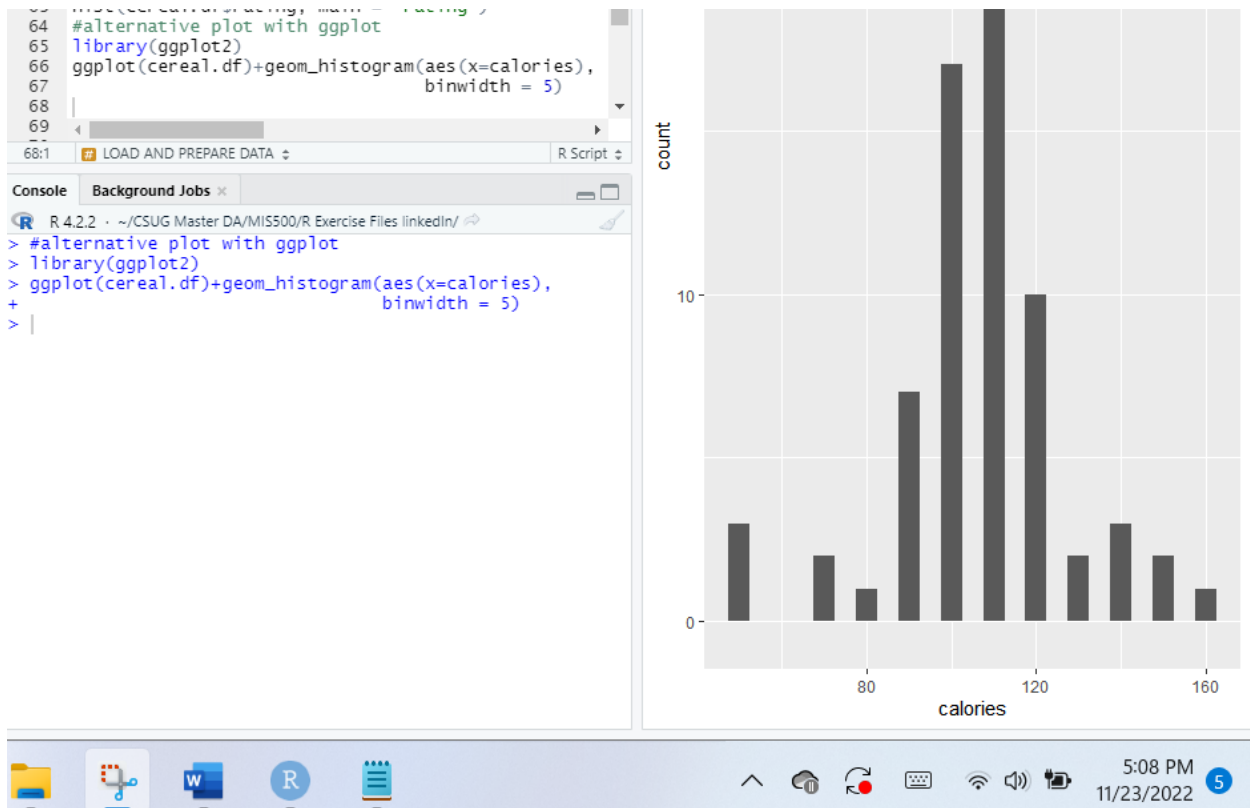 64 #alternative plot with ggplot
65 library(ggplot2)
66 ggplot(cereal.df)+geom_histogram(aes(x=calories),
67 binwidth = 5)
68
69
68:1 # LOAD AND PREPARE DATA R Script
Console Background Jobs
R R 4.2.2 · ~/CSUG Master DA/MIS500/R Exercise Files linkedIn/
> #alternative plot with ggplot
> library(ggplot2)
> ggplot(cereal.df)+geom_histogram(aes(x=calories),
+ binwidth = 5)
>
count
10
0
80 120 160
calories
W R
5:08 PM
11/23/2022 5